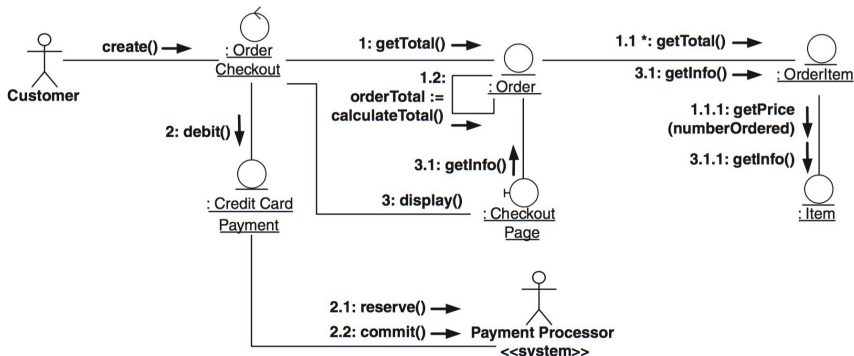 create()
Customer
: Order
Checkout
1: getTotal()
1.2:
orderTotal :=
calculateTotal()
: Order
1.1 *: getTotal()
3.1: getInfo()
: OrderItem
2: debit()
: Credit Card
Payment
3.1: getInfo()
3: display()
: Checkout
Page
1.1.1: getPrice
(numberOrdered)
3.1.1: getInfo()
: Item
2.1: reserve()
2.2: commit()
Payment Processor
<<system>>